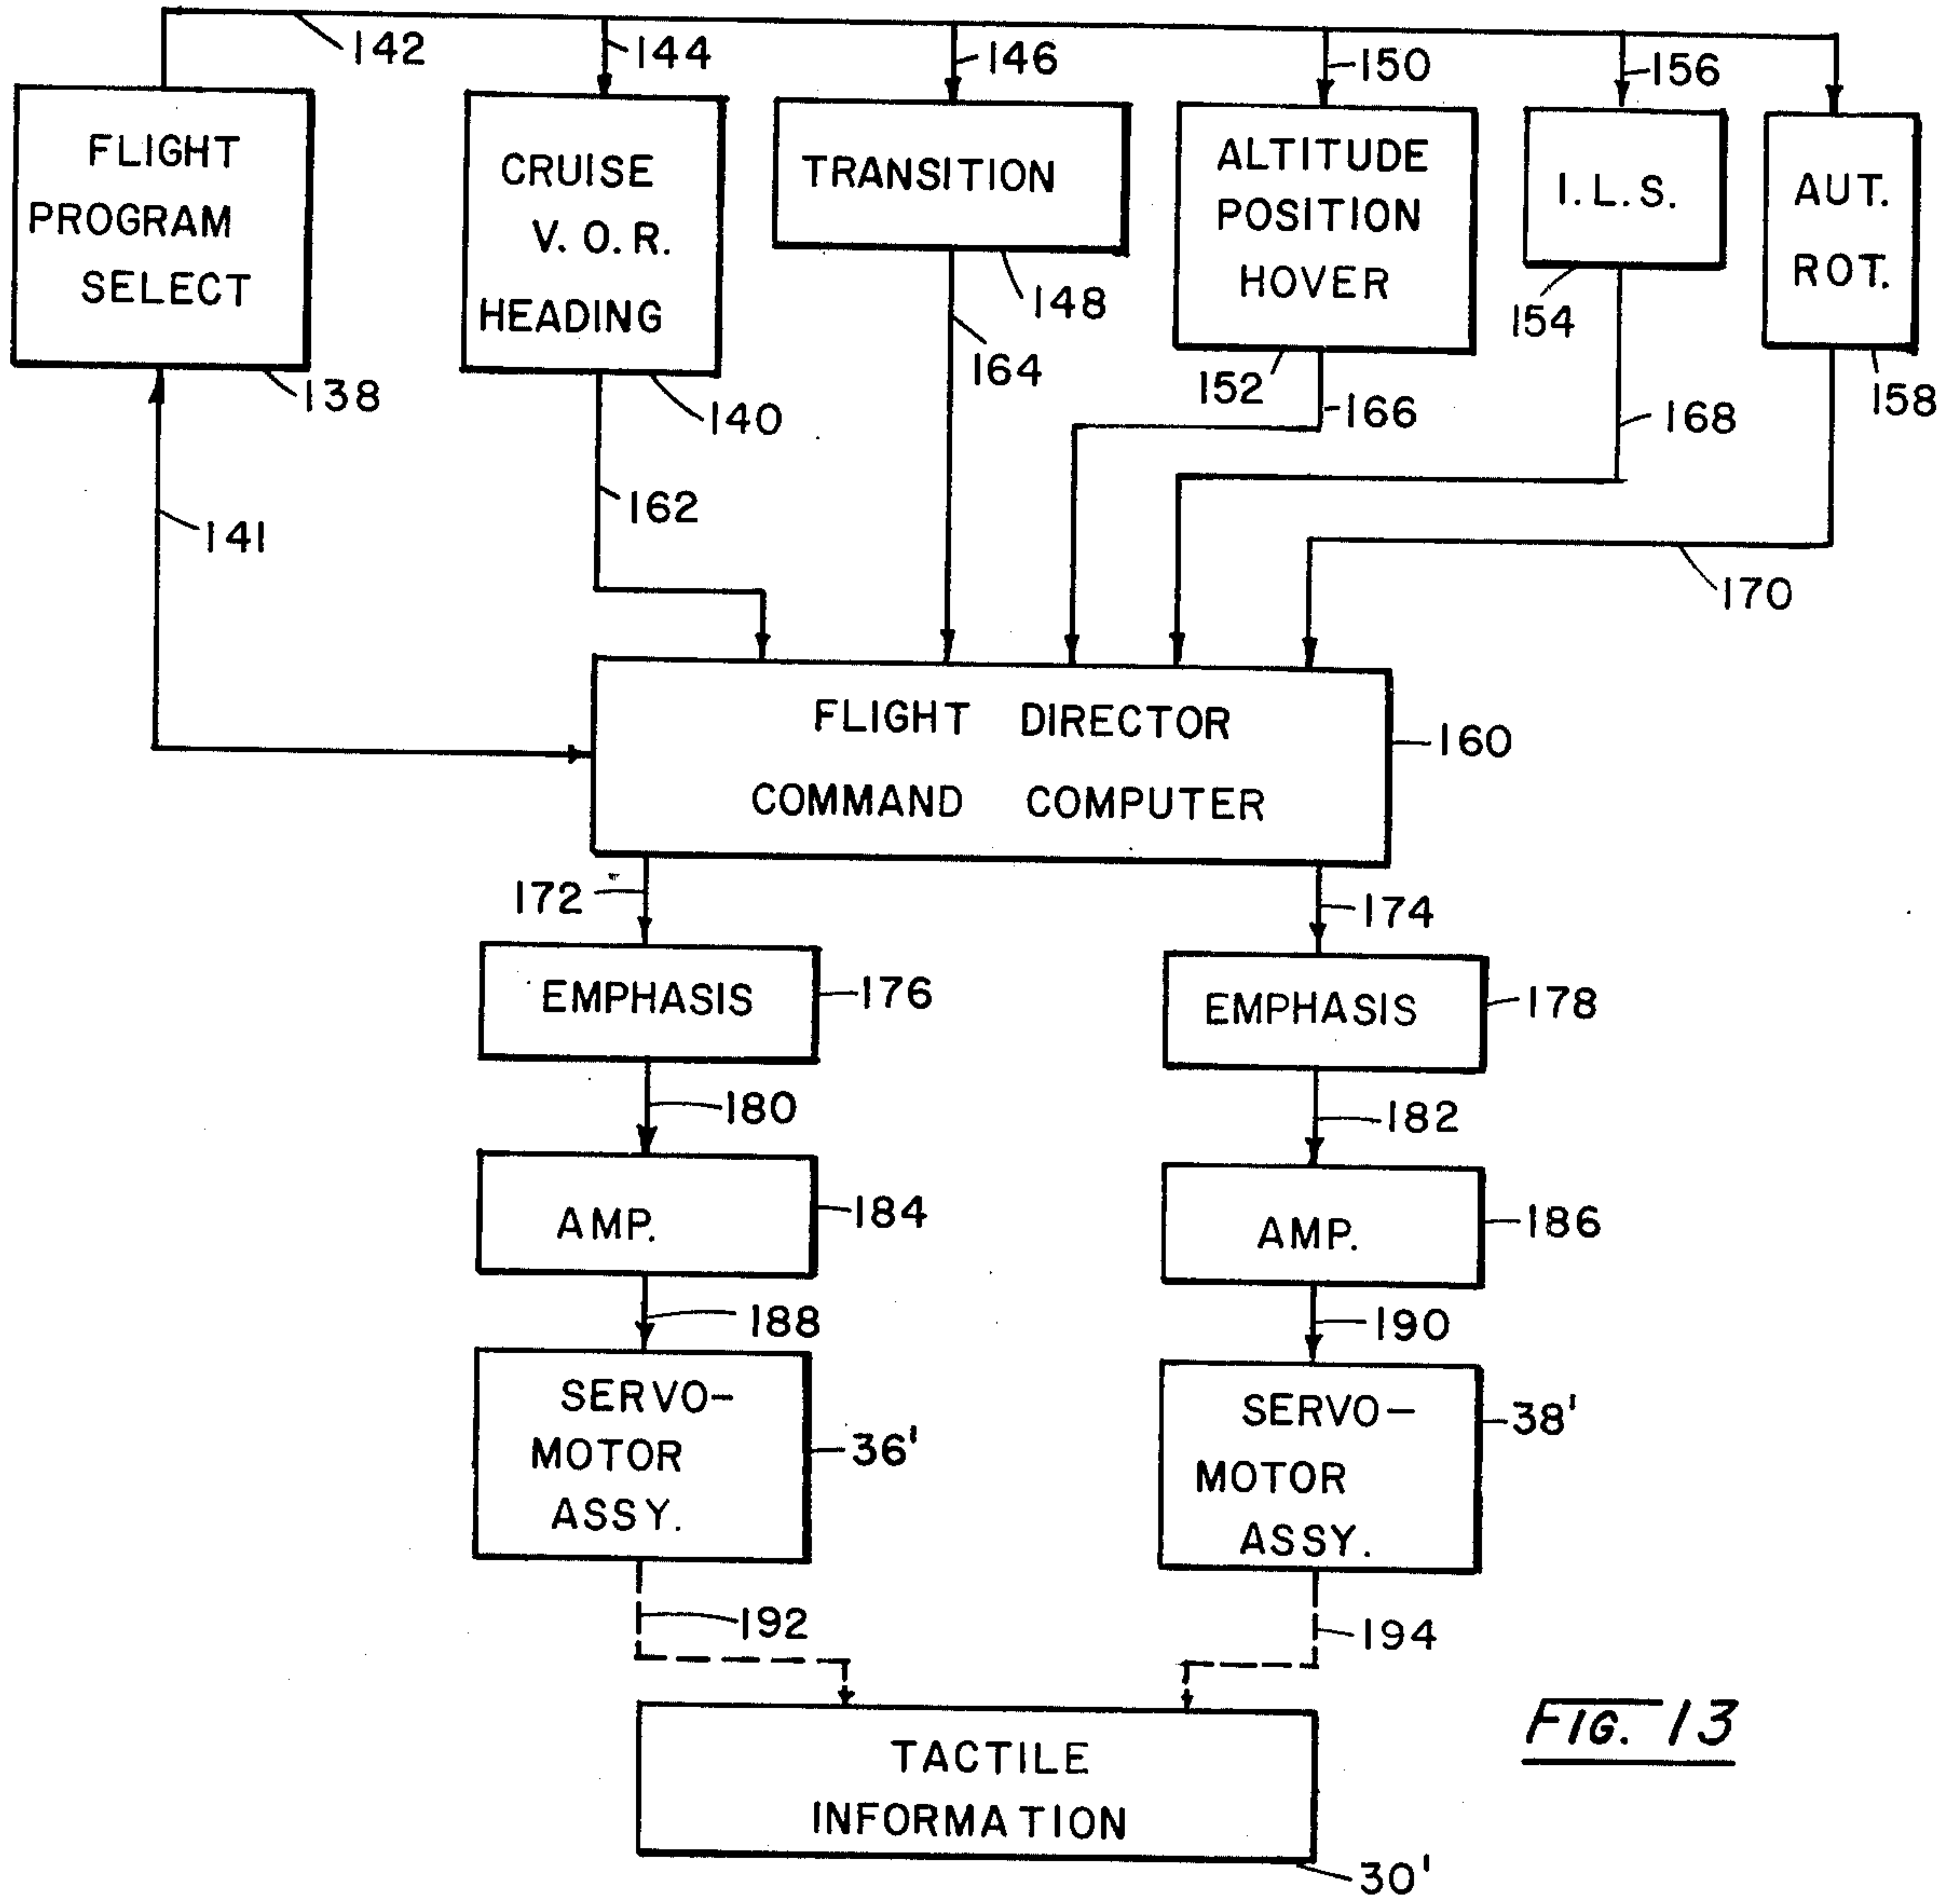 142
144
146
150
156
FLIGHT
PROGRAM
SELECT
138
CRUISE
V. O. R.
HEADING
140
TRANSITION
148
ALTITUDE
POSITION
HOVER
152
I.L.S.
154
AUT.
ROT.
158
141
162
164
166
168
170
FLIGHT DIRECTOR
COMMAND COMPUTER
160
172
174
EMPHASIS
176
EMPHASIS
178
180
182
AMP.
184
AMP.
186
188
190
SERVO-
MOTOR
ASSY.
36'
SERVO-
MOTOR
ASSY.
38'
192
194
TACTILE
INFORMATION
30'
FIG. 13